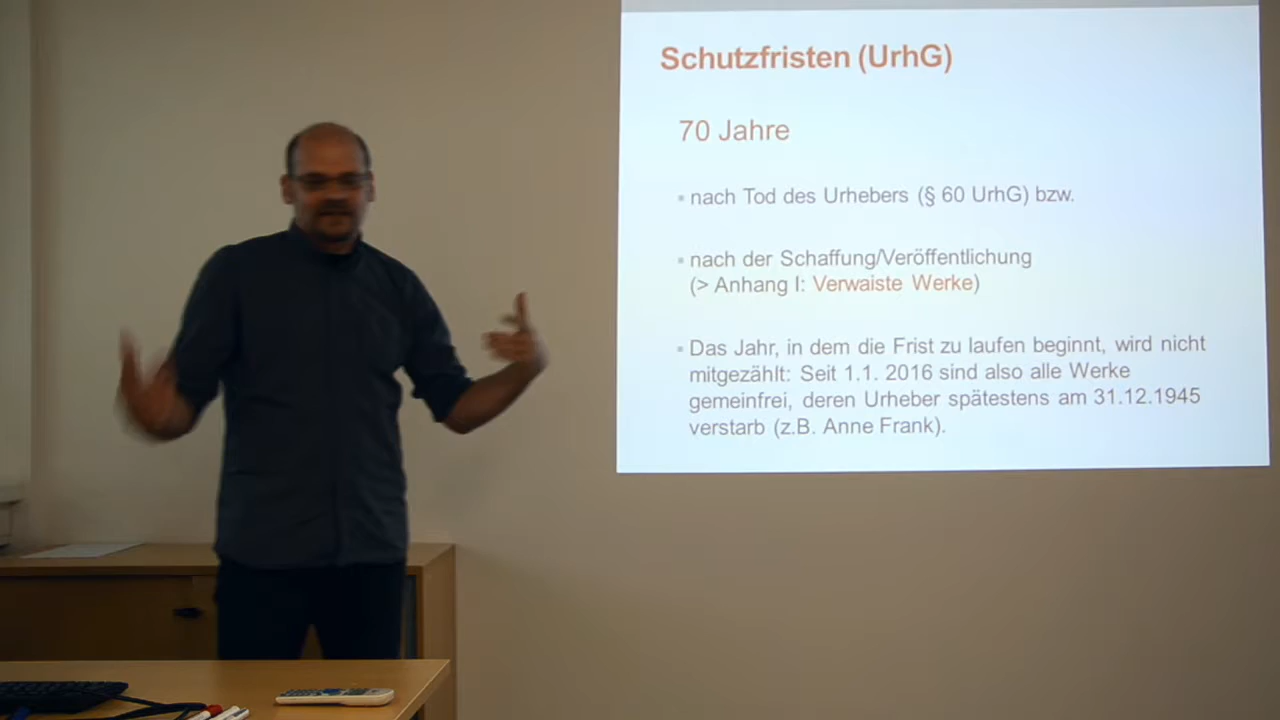 Schutzfristen (UrhG)
70 Jahre
▪ nach Tod des Urhebers (§ 60 UrhG) bzw.
▪ nach der Schaffung/Veröffentlichung
(> Anhang I: Verwaiste Werke)
▪ Das Jahr, in dem die Frist zu laufen beginnt, wird nicht
mitgezählt: Seit 1.1. 2016 sind also alle Werke
gemeinfrei, deren Urheber spätestens am 31.12.1945
verstarb (z.B. Anne Frank).